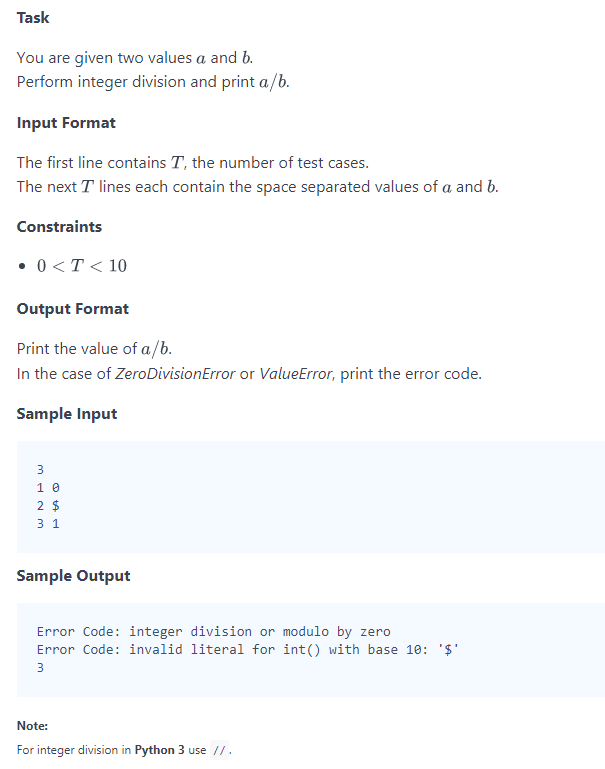 Task
You are given two values a and b.
Perform integer division and print a/b.
Input Format
The first line contains T, the number of test cases.
The next T lines each contain the space separated values of a and b.
Constraints
• 0 < T < 10
Output Format
Print the value of a/b.
In the case of ZeroDivisionError or ValueError, print the error code.
Sample Input
3
1 0
2 $
3 1
Sample Output
Error Code: integer division or modulo by zero
Error Code: invalid literal for int() with base 10: '$'
3
Note:
For integer division in Python 3 use //.